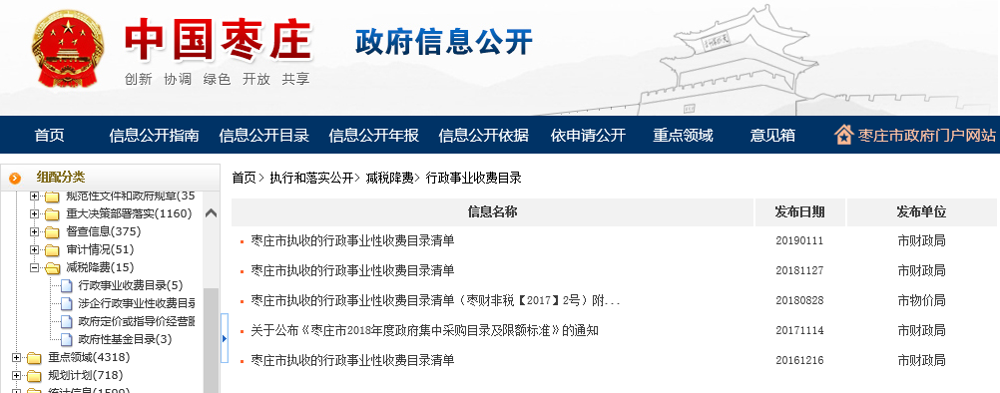 中国枣庄
政府信息公开
创新 协调 绿色 开放 共享
首页 信息公开指南 信息公开目录 信息公开年报 信息公开依据 依申请公开 重点领域 意见箱 枣庄市政府门户网站
组配分类
规范性文件和政府规章(35
重大决策部署落实(1160)
督查信息(375)
审计情况(51)
减税降费(15)
行政事业收费目录(5)
涉企行政事业性收费目录
政府定价或指导价经营服
政府性基金目录(3)
重点领域(4318)
规划计划(718)
统计信息(1599)
首页> 执行和落实公开> 减税降费> 行政事业收费目录
信息名称 发布日期 发布单位
枣庄市执收的行政事业性收费目录清单 20190111 市财政局
枣庄市执收的行政事业性收费目录清单 20181127 市财政局
枣庄市执收的行政事业性收费目录清单（枣财非税【2017】2号）附... 20180828 市物价局
关于公布《枣庄市2018年度政府集中采购目录及限额标准》的通知 20171114 市财政局
枣庄市执收的行政事业性收费目录清单 20161216 市财政局